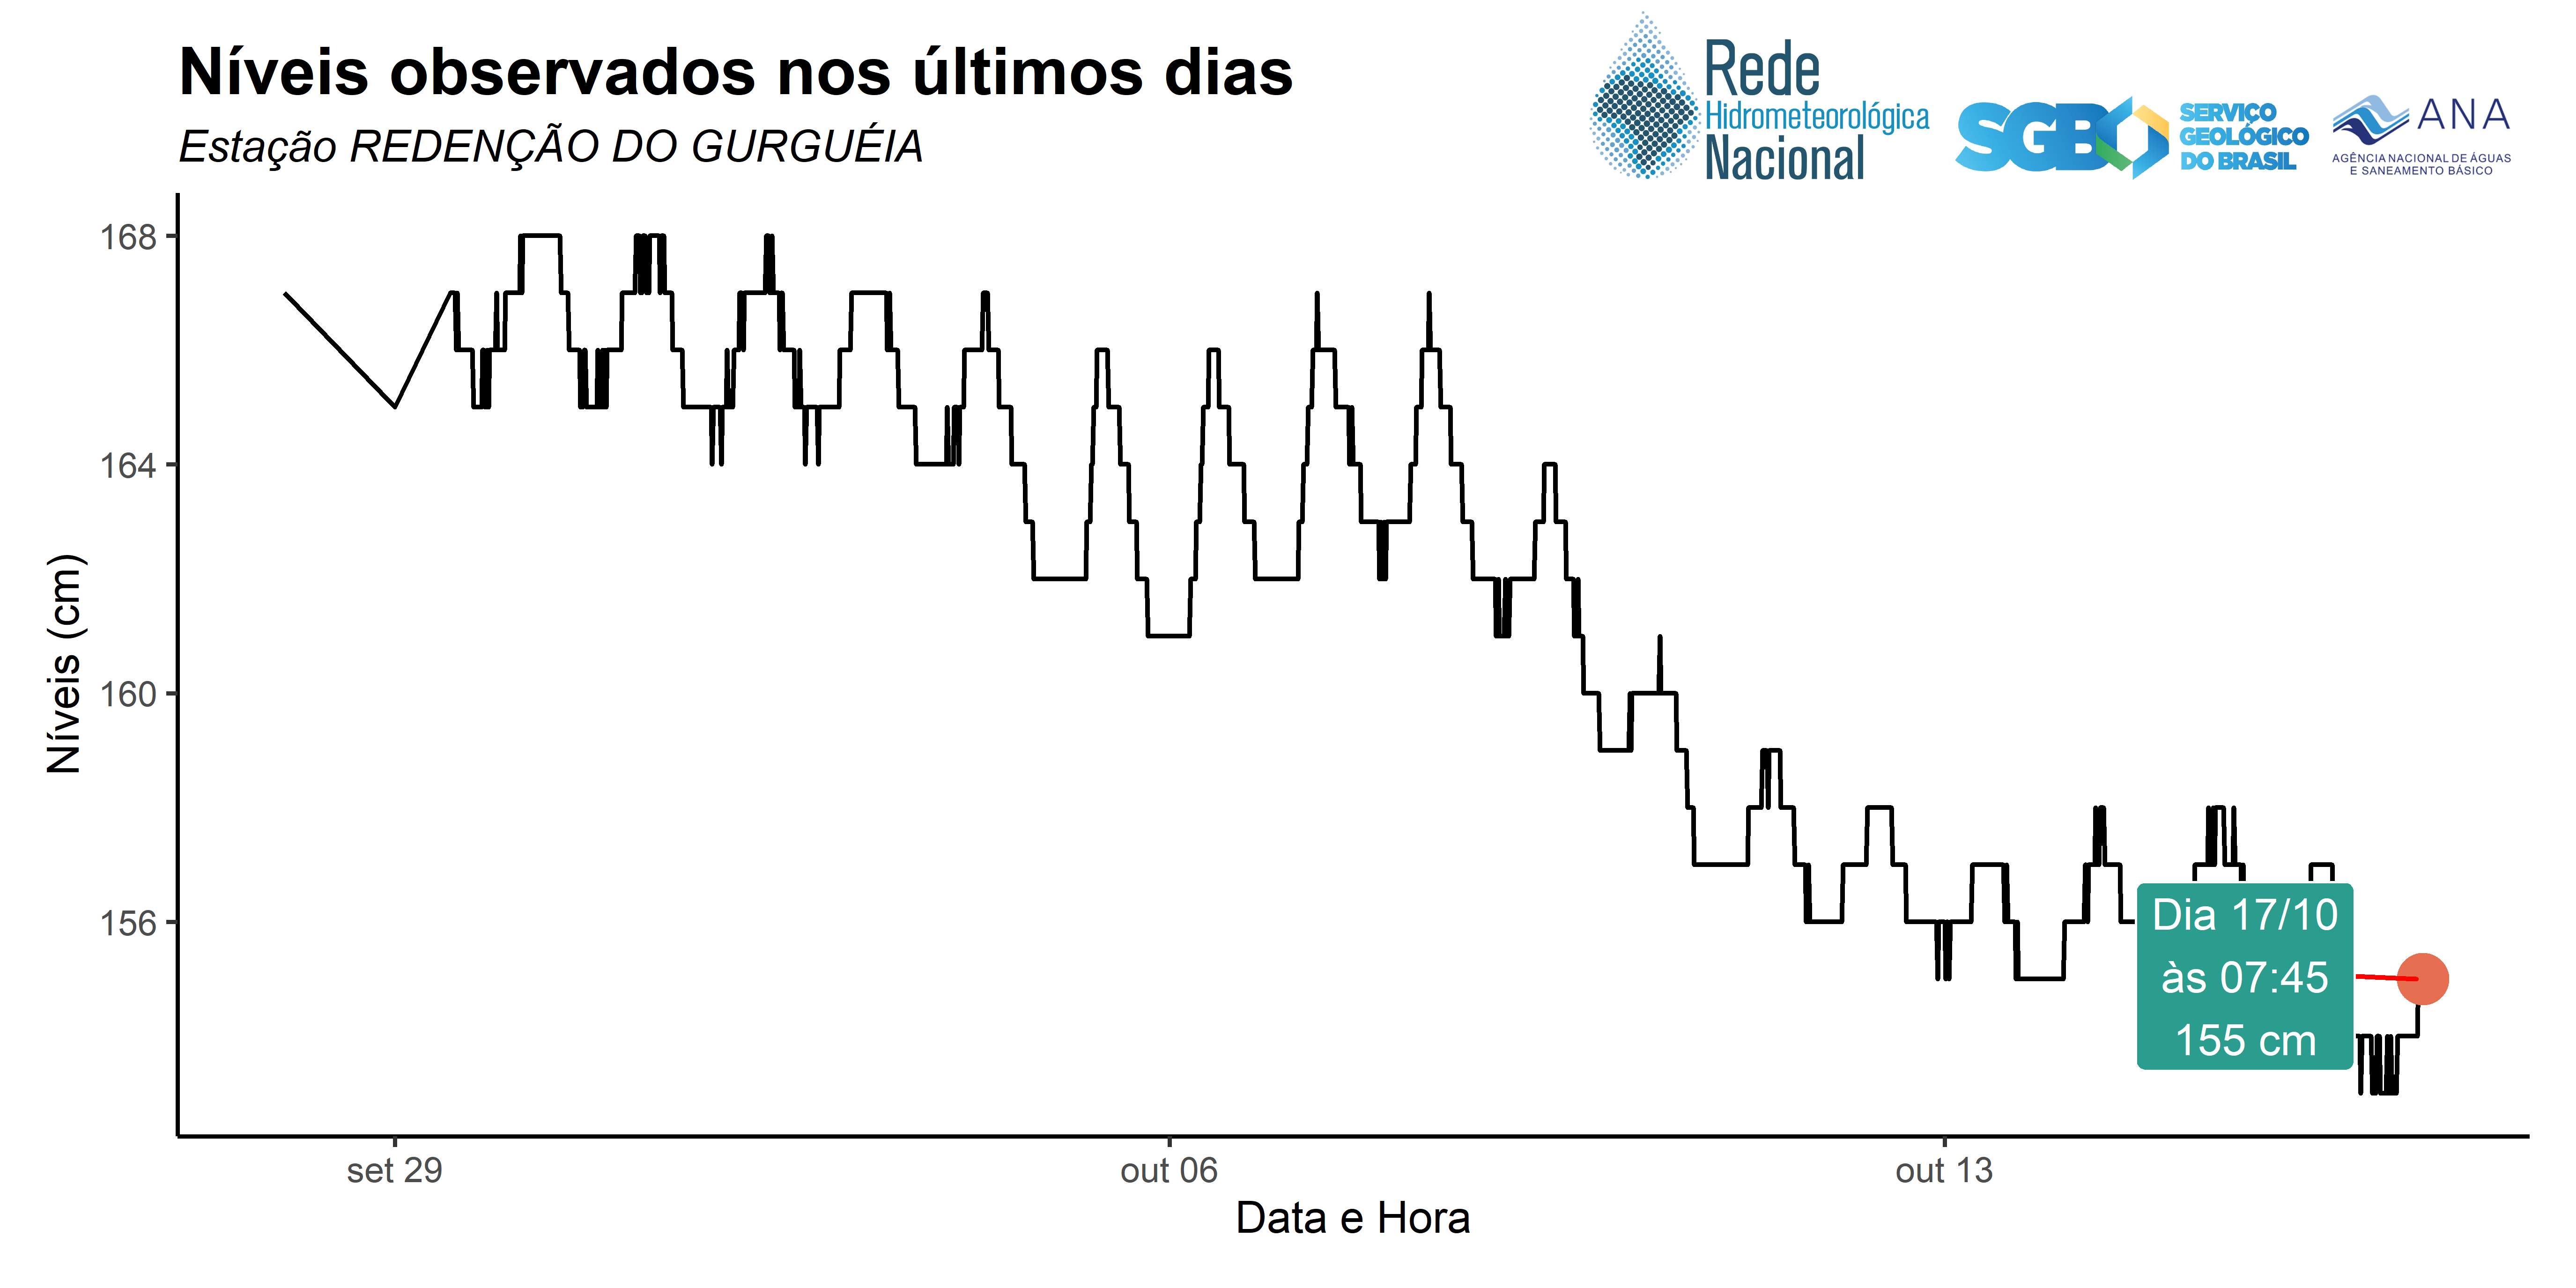 Níveis observados nos últimos dias
Estação REDENÇÃO DO GURGUÉIA
Rede
Hidrometeorológica
Nacional
SGB
SERVIÇO
GEOLÓGICO
DO BRASIL
ANA
AGÊNCIA NACIONAL DE ÁGUAS
E SANEAMENTO BÁSICO
168
164
160
156
Níveis (cm)
Dia 17/10
às 07:45
155 cm
set 29
out 06
out 13
Data e Hora